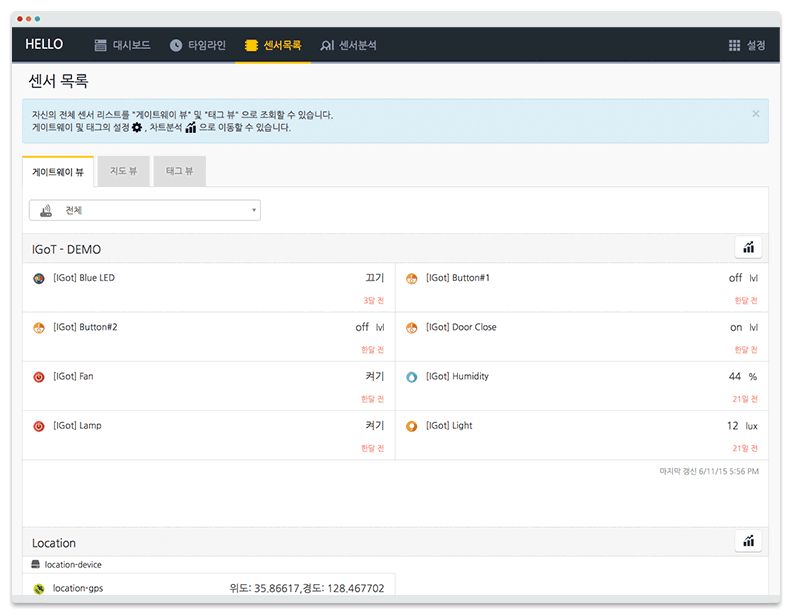 HELLO 대시보드 타임라인 센서목록 센서분석 설정
센서 목록
자신의 전체 센서 리스트를 "게이트웨이 뷰" 및 "태그 뷰" 으로 조회할 수 있습니다.
게이트웨이 및 태그의 설정 , 차트분석 으로 이동할 수 있습니다.
×
게이트웨이 뷰 지도 뷰 태그 뷰
전체
IGoT - DEMO
[IGot] Blue LED 끄기
3달 전
[IGot] Button#1 off lvl
한달 전
[IGot] Button#2 off lvl
한달 전
[IGot] Door Close on lvl
한달 전
[IGot] Fan 켜기
한달 전
[IGot] Humidity 44 %
21일 전
[IGot] Lamp 켜기
한달 전
[IGot] Light 12 lux
21일 전
마지막 갱신 6/11/15 5:56 PM
Location
location-device
location-gps 위도: 35.86617,경도: 128.467702